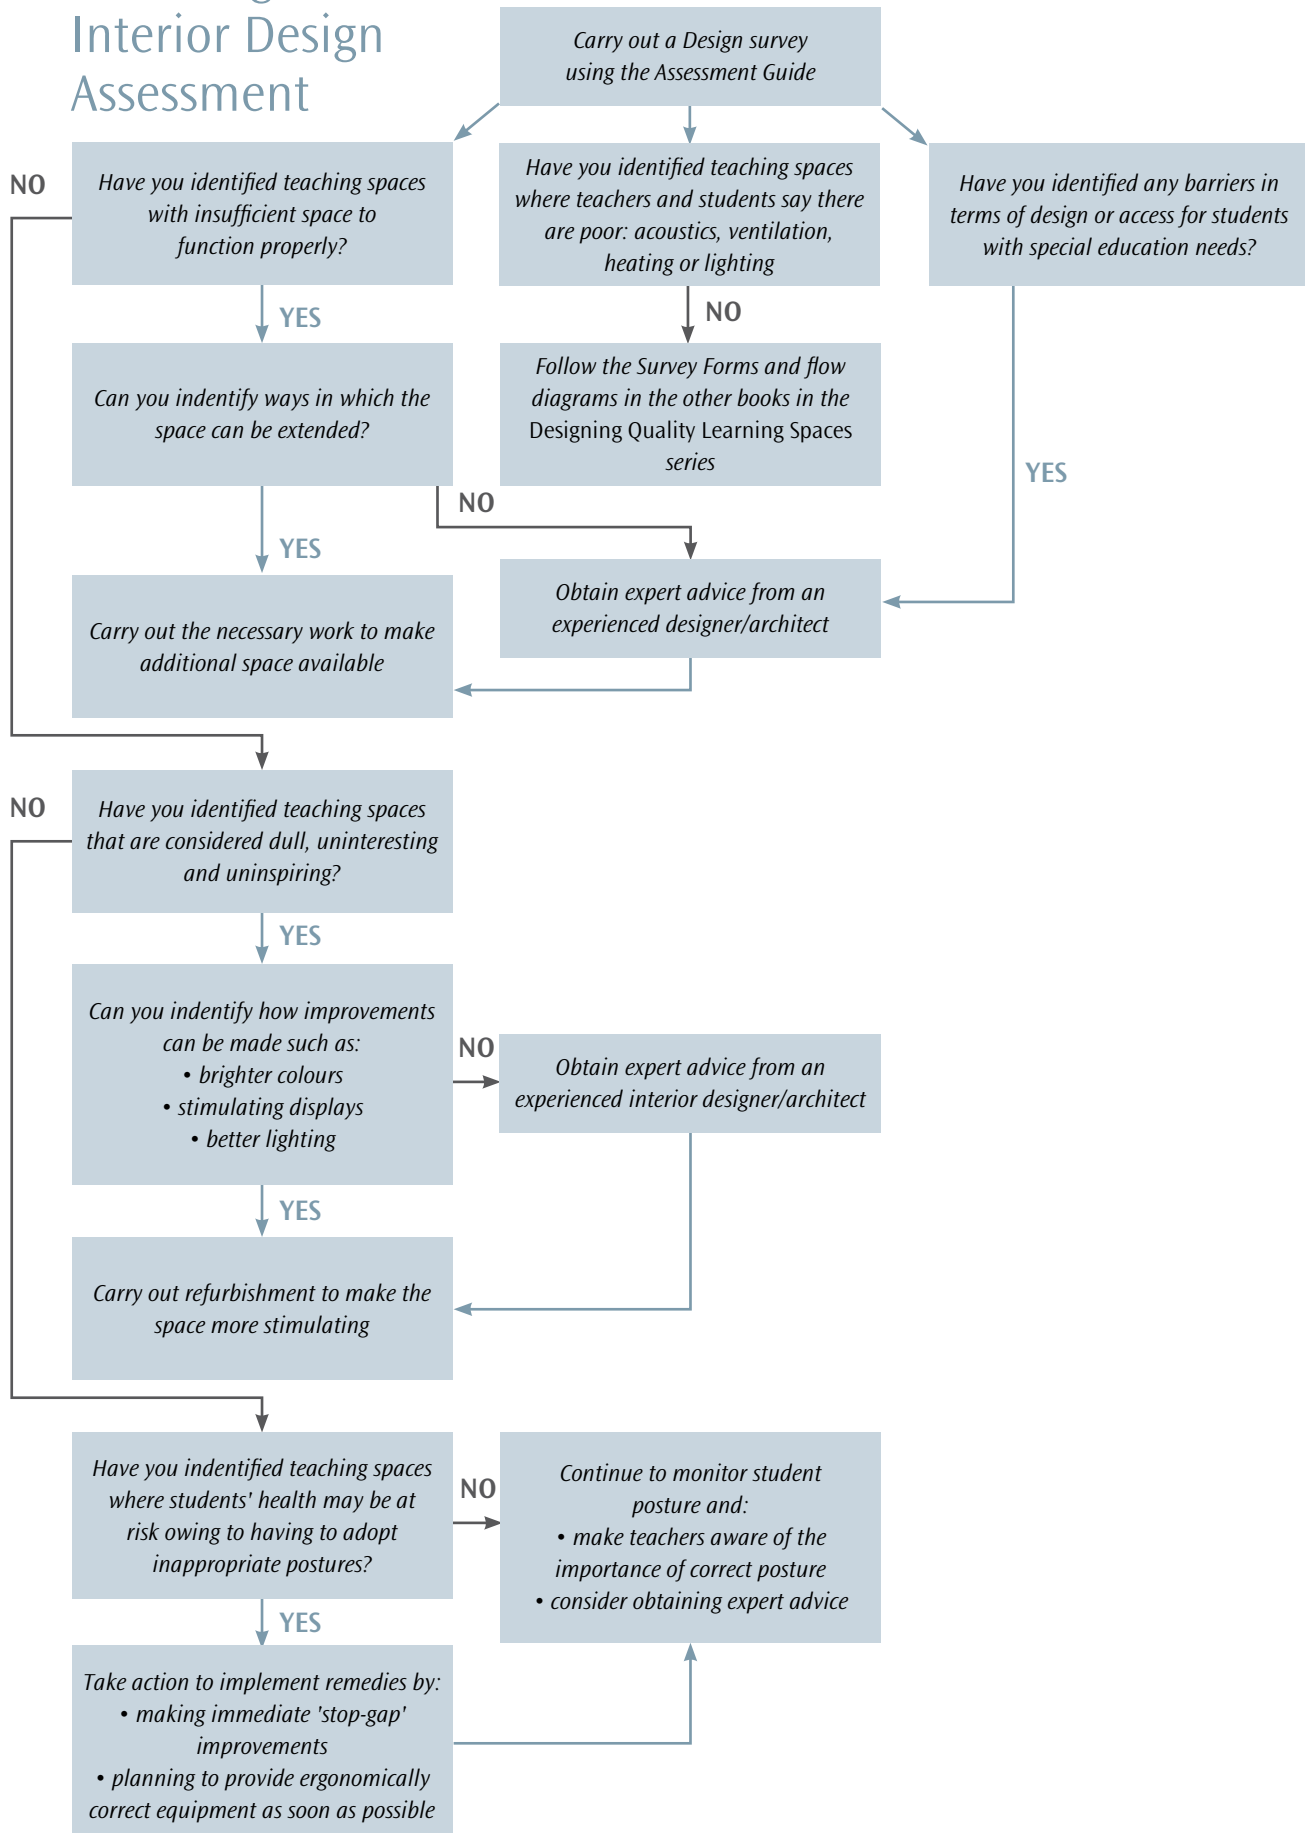 Interior Design
Assessment
Carry out a Design survey
using the Assessment Guide
NO
Have you identified teaching spaces
with insufficient space to
function properly?
Have you identified teaching spaces
where teachers and students say there
are poor: acoustics, ventilation,
heating or lighting
Have you identified any barriers in
terms of design or access for students
with special education needs?
YES
NO
Can you indentify ways in which the
space can be extended?
Follow the Survey Forms and flow
diagrams in the other books in the
Designing Quality Learning Spaces
series
YES
NO
YES
Carry out the necessary work to make
additional space available
Obtain expert advice from an
experienced designer/architect
NO
Have you identified teaching spaces
that are considered dull, uninteresting
and uninspiring?
YES
Can you indentify how improvements
can be made such as:
• brighter colours
• stimulating displays
• better lighting
NO
Obtain expert advice from an
experienced interior designer/architect
YES
Carry out refurbishment to make the
space more stimulating
Have you indentified teaching spaces
where students' health may be at
risk owing to having to adopt
inappropriate postures?
NO
Continue to monitor student
posture and:
• make teachers aware of the
importance of correct posture
• consider obtaining expert advice
YES
Take action to implement remedies by:
• making immediate 'stop-gap'
improvements
• planning to provide ergonomically
correct equipment as soon as possible